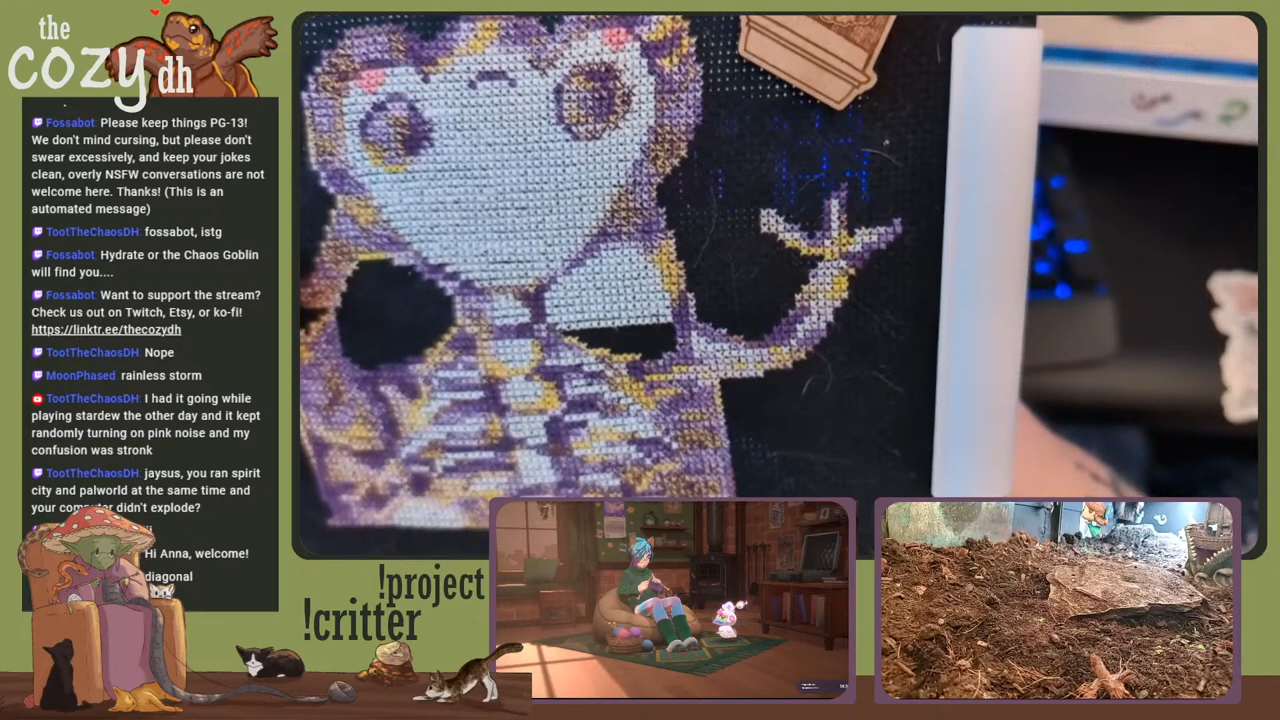 the
cozy
dh
Fossabot: Please keep things PG-13!
We don't mind cursing, but please don't
swear excessively, and keep your jokes
clean, overly NSFW conversations are not
welcome here. Thanks! (This is an
automated message)
TootTheChaosDH: fossabot, istg
Fossabot: Hydrate or the Chaos Goblin
will find you....
Fossabot: Want to support the stream?
Check us out on Twitch, Etsy, or ko-fi!
https://linktr.ee/thecozydh
TootTheChaosDH: Nope
MoonPhased: rainless storm
TootTheChaosDH: I had it going while
playing stardew the other day and it kept
randomly turning on pink noise and my
confusion was stronk
TootTheChaosDH: jaysus, you ran spirit
city and palworld at the same time and
your computer didn't explode?
Hi Anna, welcome!
diagonal
!project
!critter